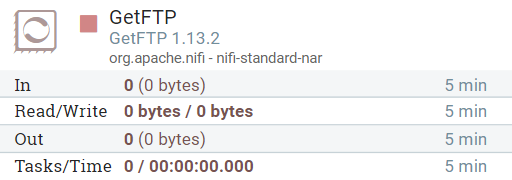 GetFTP
GetFTP 1.13.2
org.apache.nifi - nifi-standard-nar
In 0 (0 bytes) 5 min
Read/Write 0 bytes / 0 bytes 5 min
Out 0 (0 bytes) 5 min
Tasks/Time 0 / 00:00:00.000 5 min